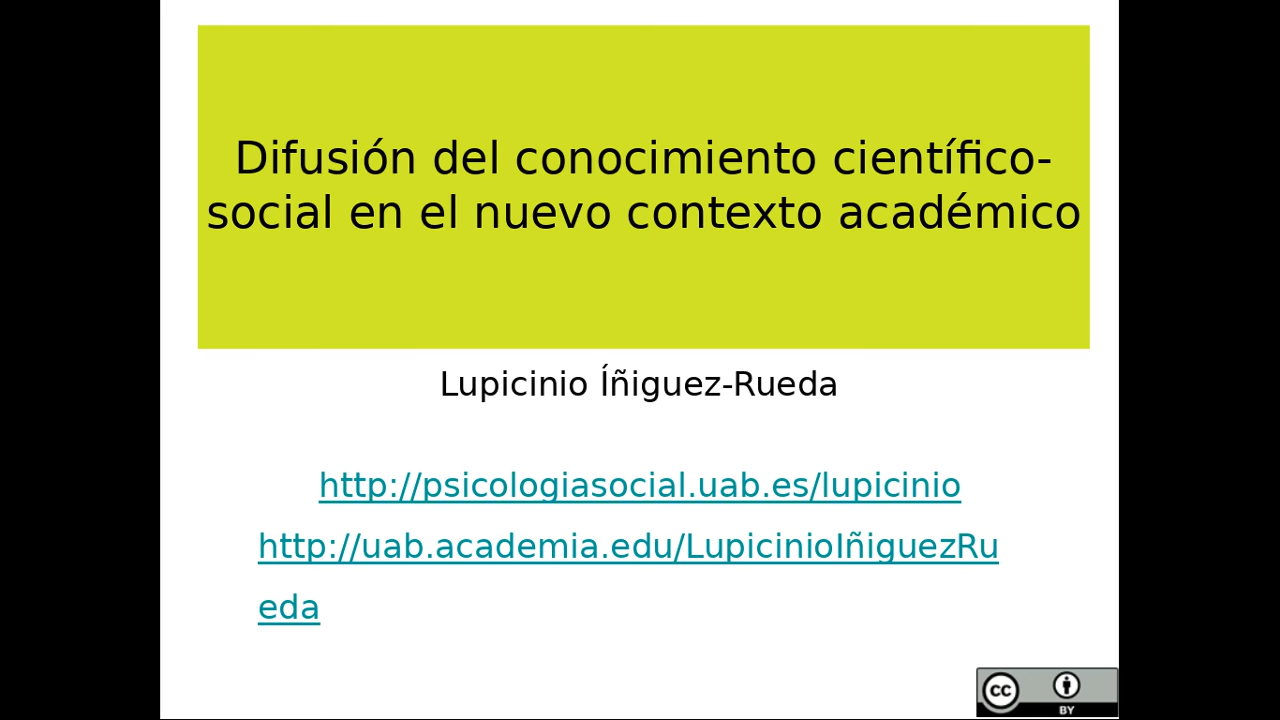 Difusión del conocimiento científico-
social en el nuevo contexto académico
Lupicinio Íñiguez-Rueda
http://psicologiasocial.uab.es/lupicinio
http://uab.academia.edu/LupicinioIñiguezRu
eda
cc
BY